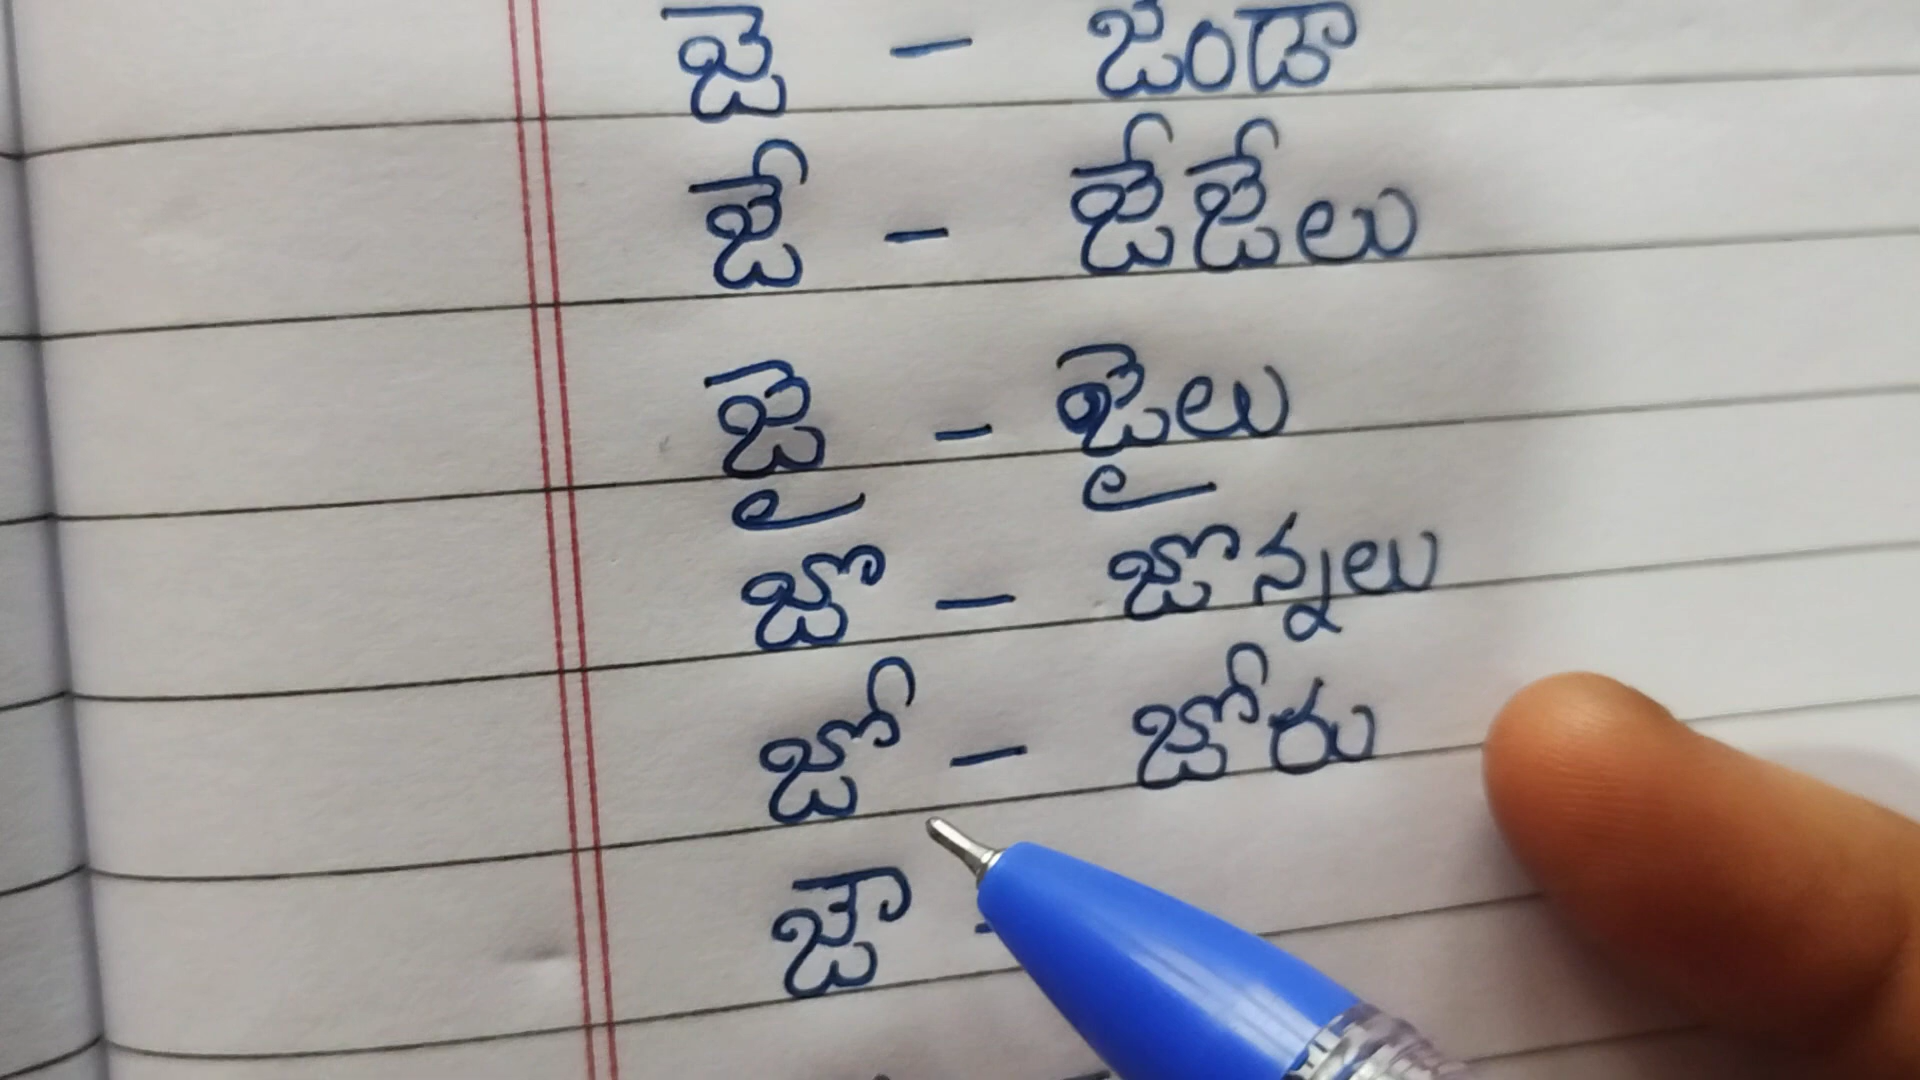 జె - జెండా
జే - జేజేలు
జై - జైలు
జొ - జొన్నలు
జో - జోరు
జౌ -